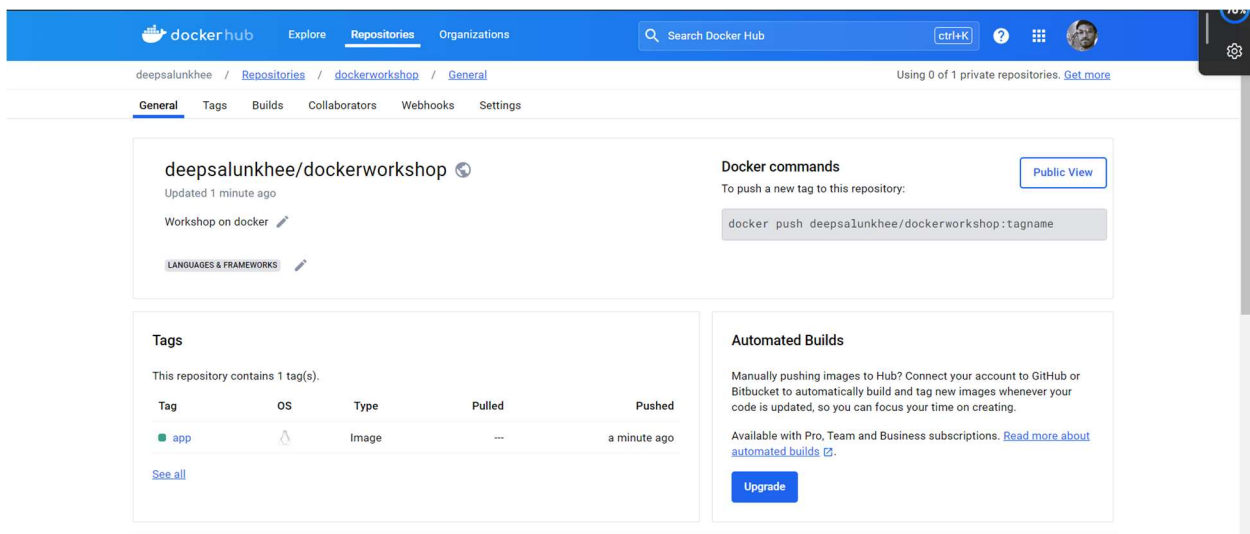 dockerhub Explore Repositories Organizations Search Docker Hub ctrl+K ?
deepsalunkhee / Repositories / dockerworkshop / General Using 0 of 1 private repositories. Get more
General Tags Builds Collaborators Webhooks Settings
deepsalunkhee/dockerworkshop
Updated 1 minute ago
Workshop on docker
LANGUAGES & FRAMEWORKS
Docker commands
Public View
To push a new tag to this repository:
docker push deepsalunkhee/dockerworkshop:tagname
Tags
This repository contains 1 tag(s).
Tag OS Type Pulled Pushed
app Image --- a minute ago
See all
Automated Builds
Manually pushing images to Hub? Connect your account to GitHub or
Bitbucket to automatically build and tag new images whenever your
code is updated, so you can focus your time on creating.
Available with Pro, Team and Business subscriptions. Read more about
automated builds .
Upgrade